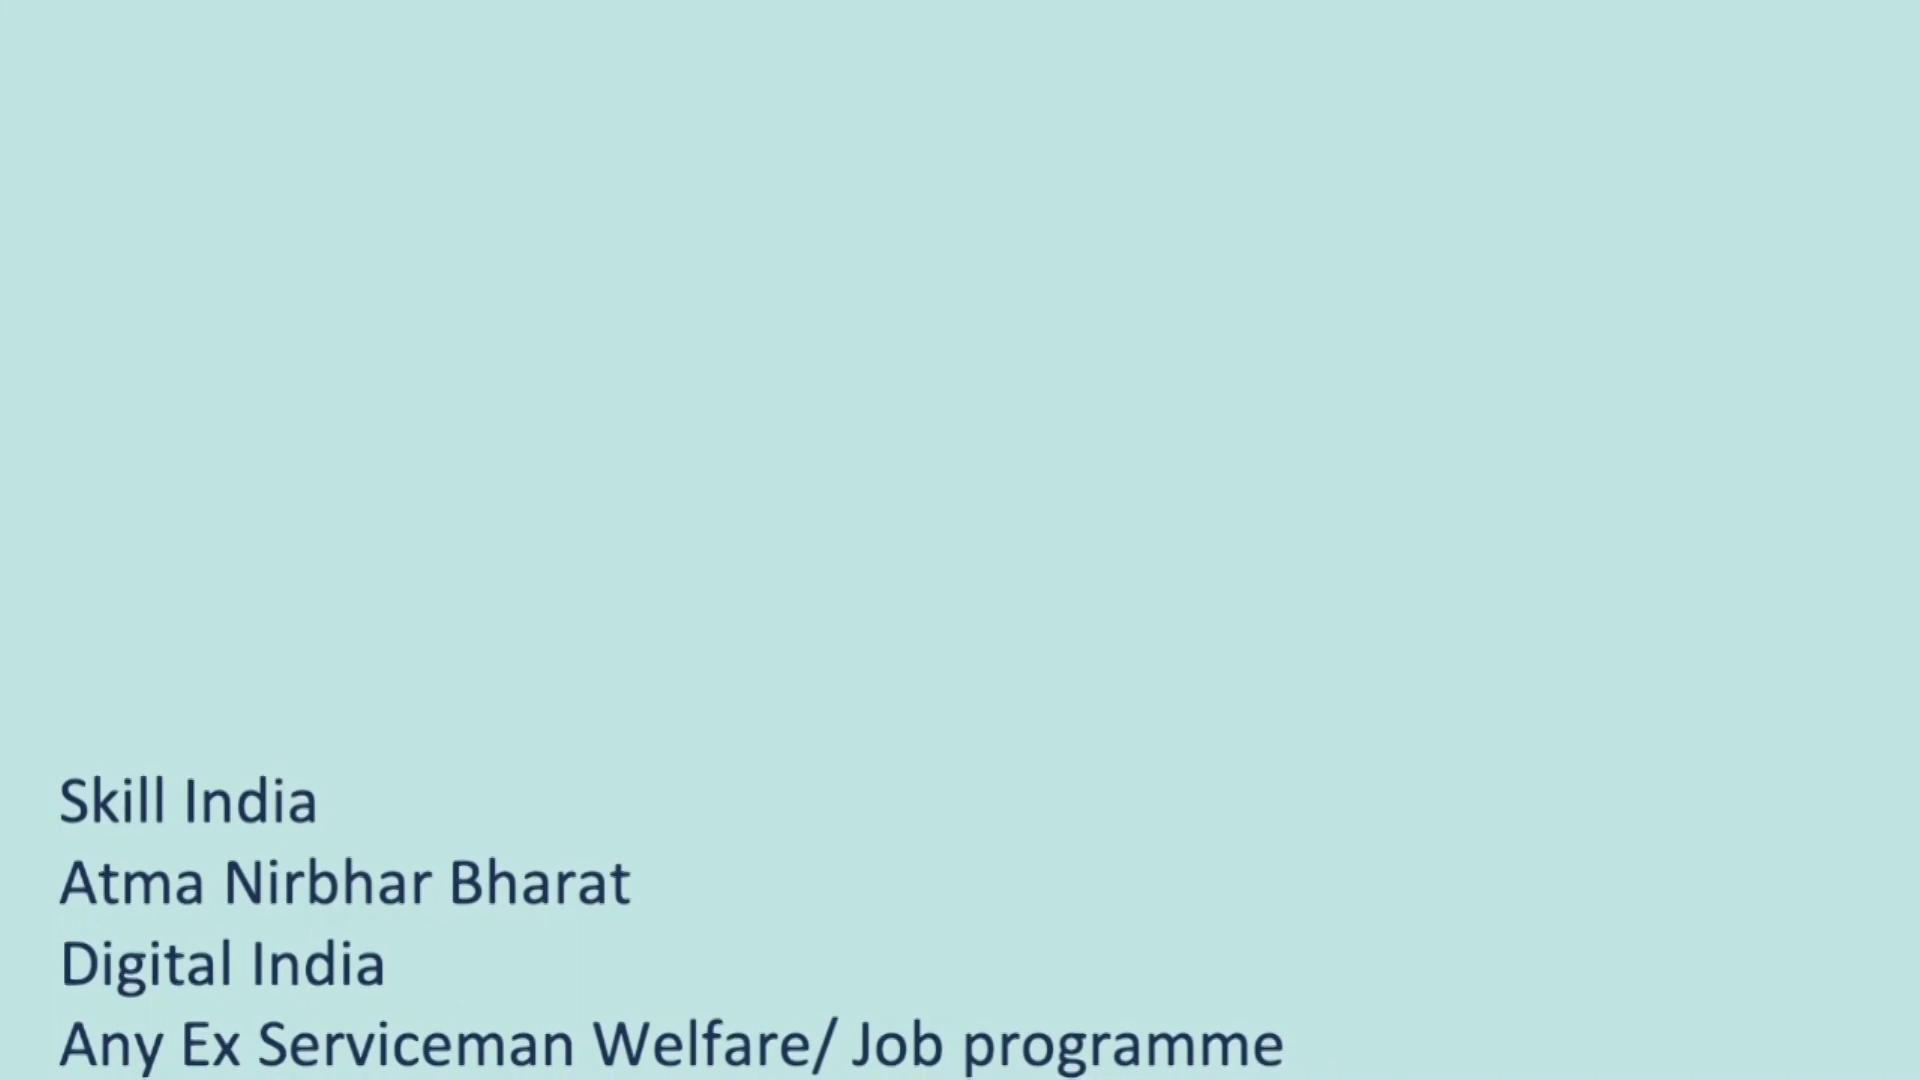 Skill India
Atma Nirbhar Bharat
Digital India
Any Ex Serviceman Welfare/ Job programme